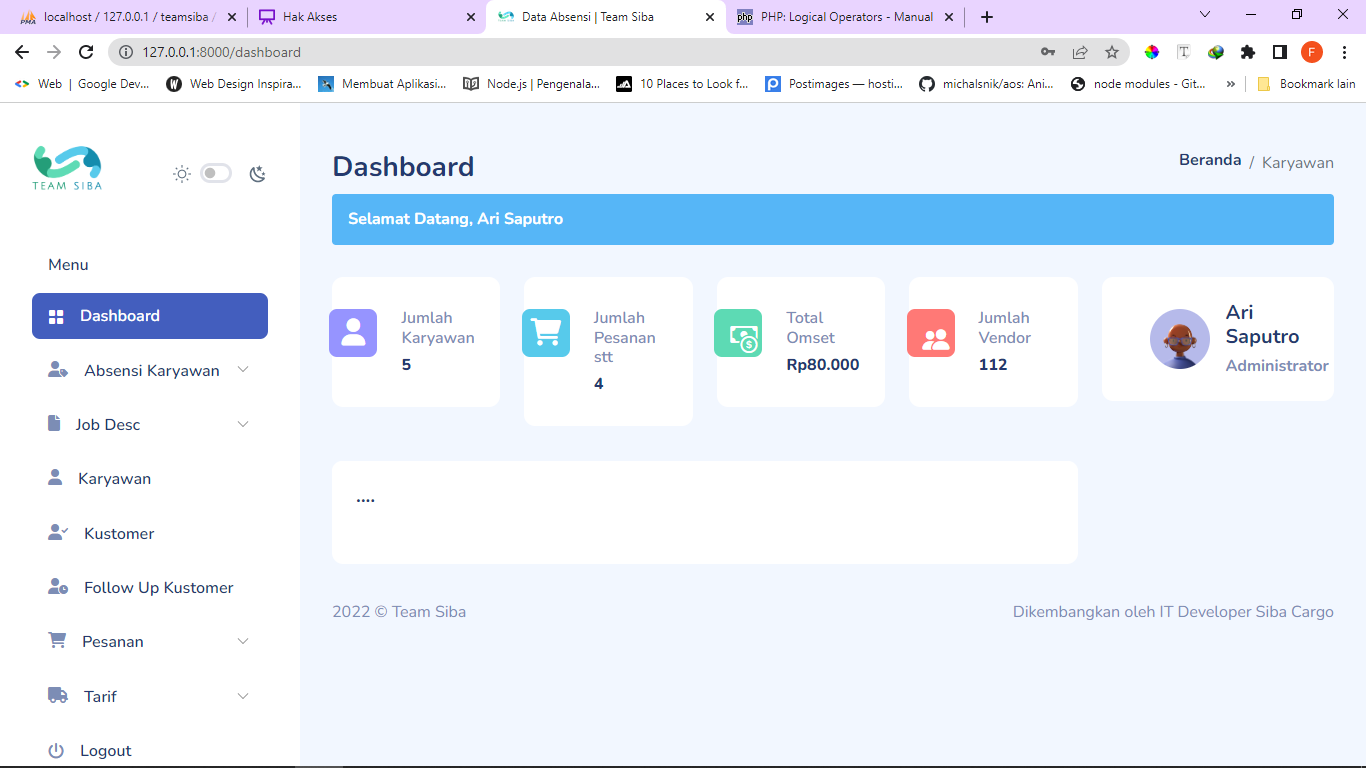 localhost / 127.0.0.1 / teamsiba /
Hak Akses
Data Absensi | Team Siba
PHP: Logical Operators - Manual
127.0.0.1:8000/dashboard
F
Web | Google Dev...
Web Design Inspira...
Membuat Aplikasi...
Node.js | Pengenala...
10 Places to Look f...
Postimages — hosti...
michalsnik/aos: Ani...
node modules - Git...
»
Bookmark lain
TEAM SIBA
Menu
Dashboard
Absensi Karyawan
Job Desc
Karyawan
Kustomer
Follow Up Kustomer
Pesanan
Tarif
Logout
Dashboard
Beranda / Karyawan
Selamat Datang, Ari Saputro
Jumlah
Karyawan
5
Jumlah
Pesanan
stt
4
Total
Omset
Rp80.000
Jumlah
Vendor
112
Ari
Saputro
Administrator
....
2022 © Team Siba
Dikembangkan oleh IT Developer Siba Cargo